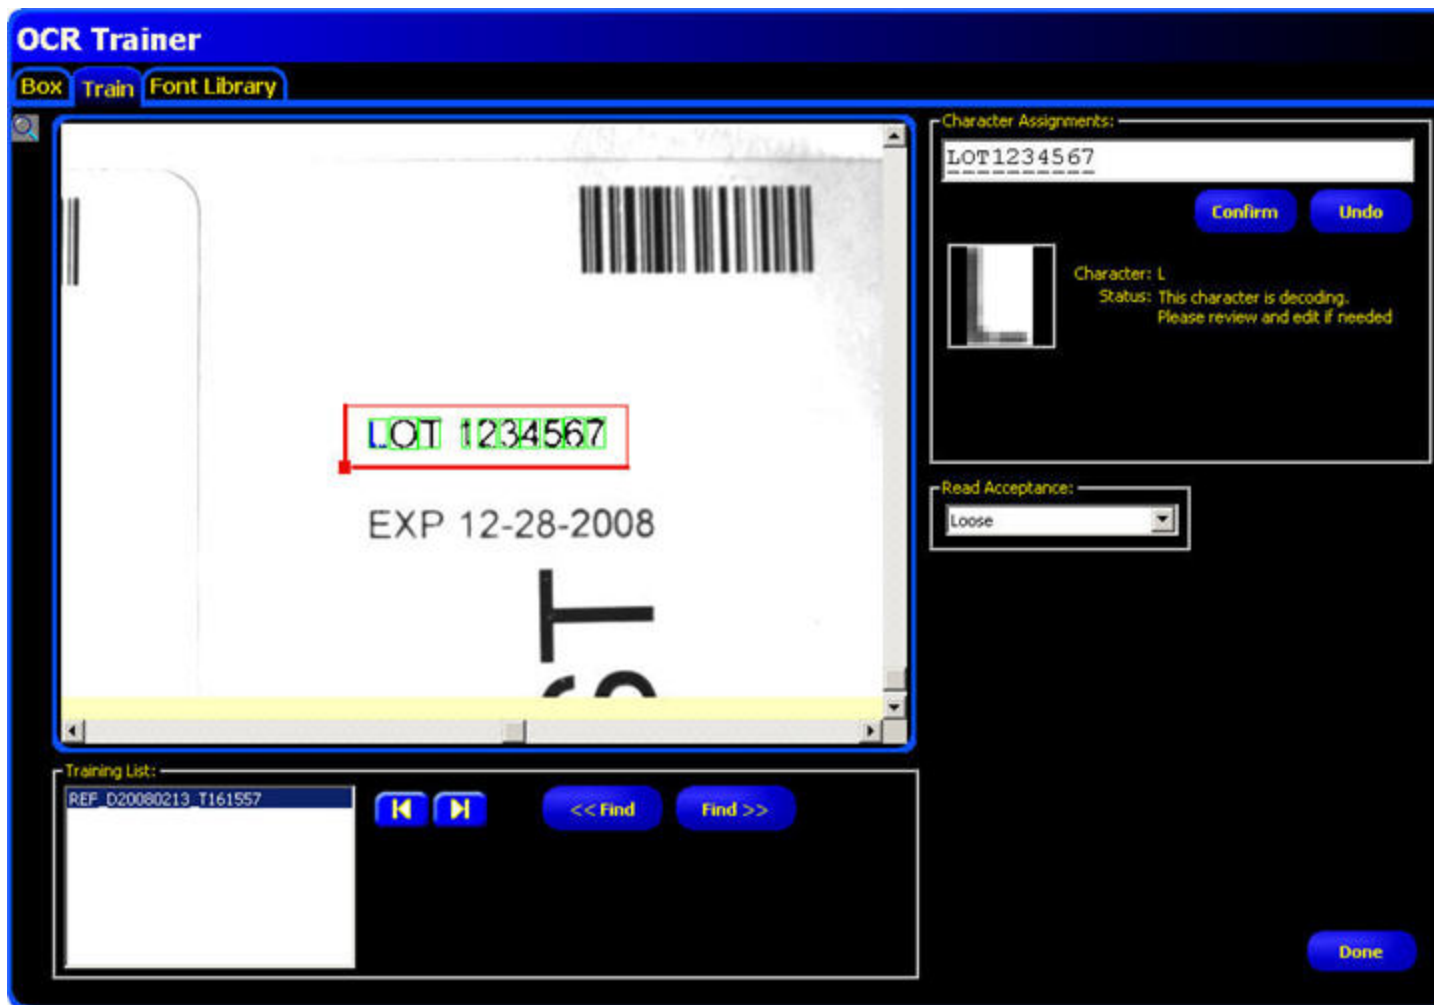 OCR Trainer
Box Train Font Library
Character Assignments:
LOT1234567
Confirm Undo
Character: L
Status: This character is decoding.
Please review and edit if needed
LOT 1234567
EXP 12-28-2008
Read Acceptance:
Loose
ST
Training List:
REF_D20080213_T161557
<< Find Find >>
Done